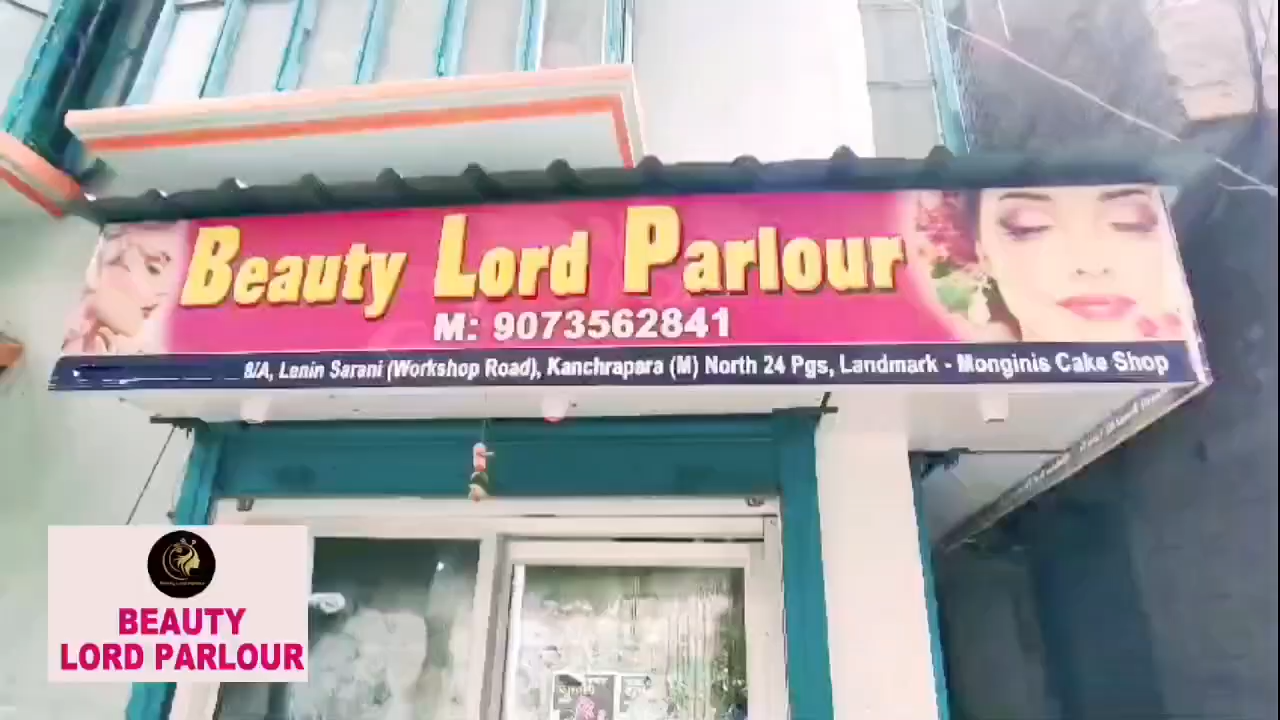 Beauty Lord Parlour
M: 9073562841
8/A, Lenin Sarani (Workshop Road), Kanchrapara (M) North 24 Pgs, Landmark - Monginis Cake Shop
BEAUTY
LORD PARLOUR